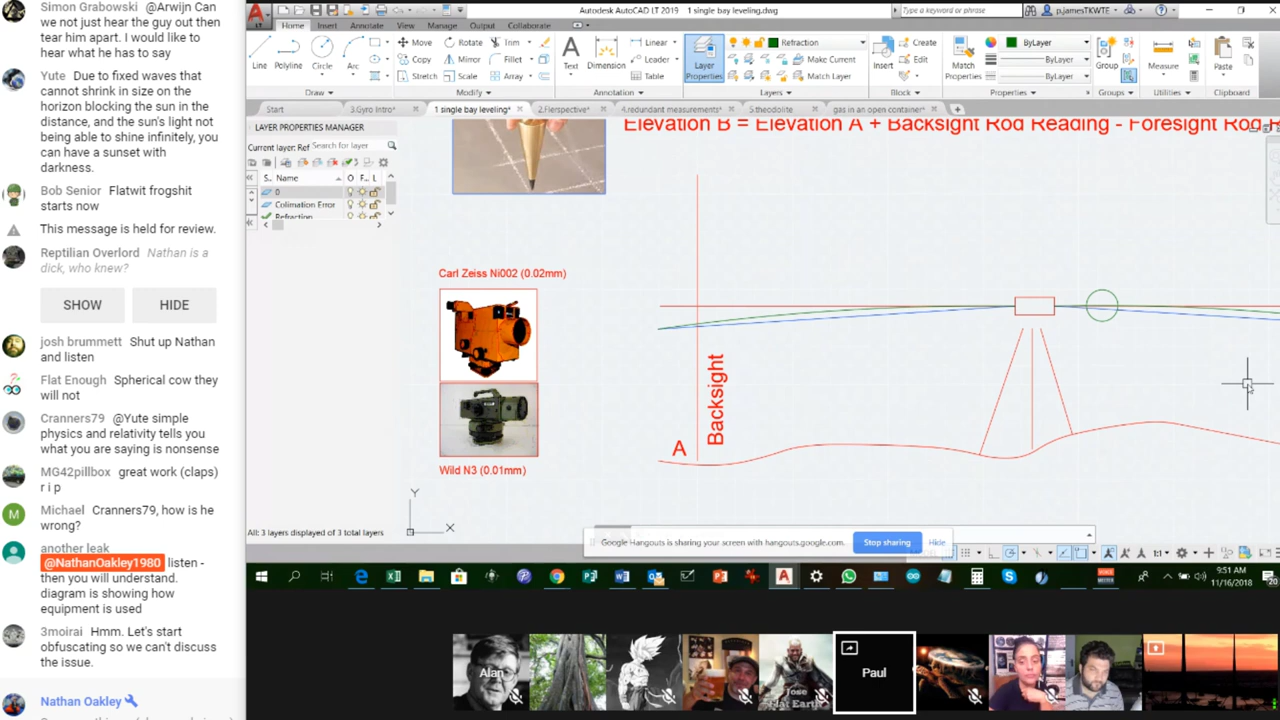 Simon Grabowski @Arwijn Can
we not just hear the guy out then
tear him apart. I would like to
hear what he has to say
Yute Due to fixed waves that
cannot shrink in size on the
horizon blocking the sun in the
distance, and the sun's light not
being able to shine infinitely, you
can have a sunset with
darkness.
Bob Senior Flatwit frogshit
starts now
This message is held for review.
Reptilian Overlord Nathan is a
dick, who knew?
SHOW HIDE
josh brummett Shut up Nathan
and listen
Flat Enough Spherical cow they
will not
Cranners79 @Yute simple
physics and relativity tells you
what you are saying is nonsense
MG42pillbox great work (claps)
r i p
M
Michael Cranners79, how is he
wrong?
another leak
@NathanOakley1980 listen -
then you will understand.
diagram is showing how
equipment is used
3moirai Hmm. Let's start
obfuscating so we can't discuss
the issue.
Nathan Oakley
Autodesk AutoCAD LT 2019 1 single bay leveling.dwg
Type a keyword or phrase
p.jamesTKWTE
Home Insert Annotate View Manage Output Collaborate
Line Polyline Circle Arc
Move Rotate Trim
Copy Mirror Fillet
Stretch Scale Array
Text Dimension
Linear
Leader
Table
Layer
Properties
Refraction
Make Current
Match Layer
Insert
Create
Edit
Match
Properties
ByLayer
ByLayer
ByLayer
Group
Measure
Paste
Draw Modify Annotation Layers Block Properties Groups Utilities Clipboard
Start 3.Gyro Intro* 1 single bay leveling* 2.Flerspective* 4.redundant measurements* 5.theodolite gas in an open container*
LAYER PROPERTIES MANAGER
Current layer: Ref Search for layer
S.. Name O F.. L
0
Colimation Error
Refraction
All: 3 layers displayed of 3 total layers
Elevation B = Elevation A + Backsight Rod Reading - Foresight Rod
Carl Zeiss Ni002 (0.02mm)
Wild N3 (0.01mm)
Backsight
A
Y
X
Google Hangouts is sharing your screen with hangouts.google.com.
Stop sharing
Hide
1:1
9:51 AM
11/16/2018
20
Alan
Jose
Flat Earth
Paul